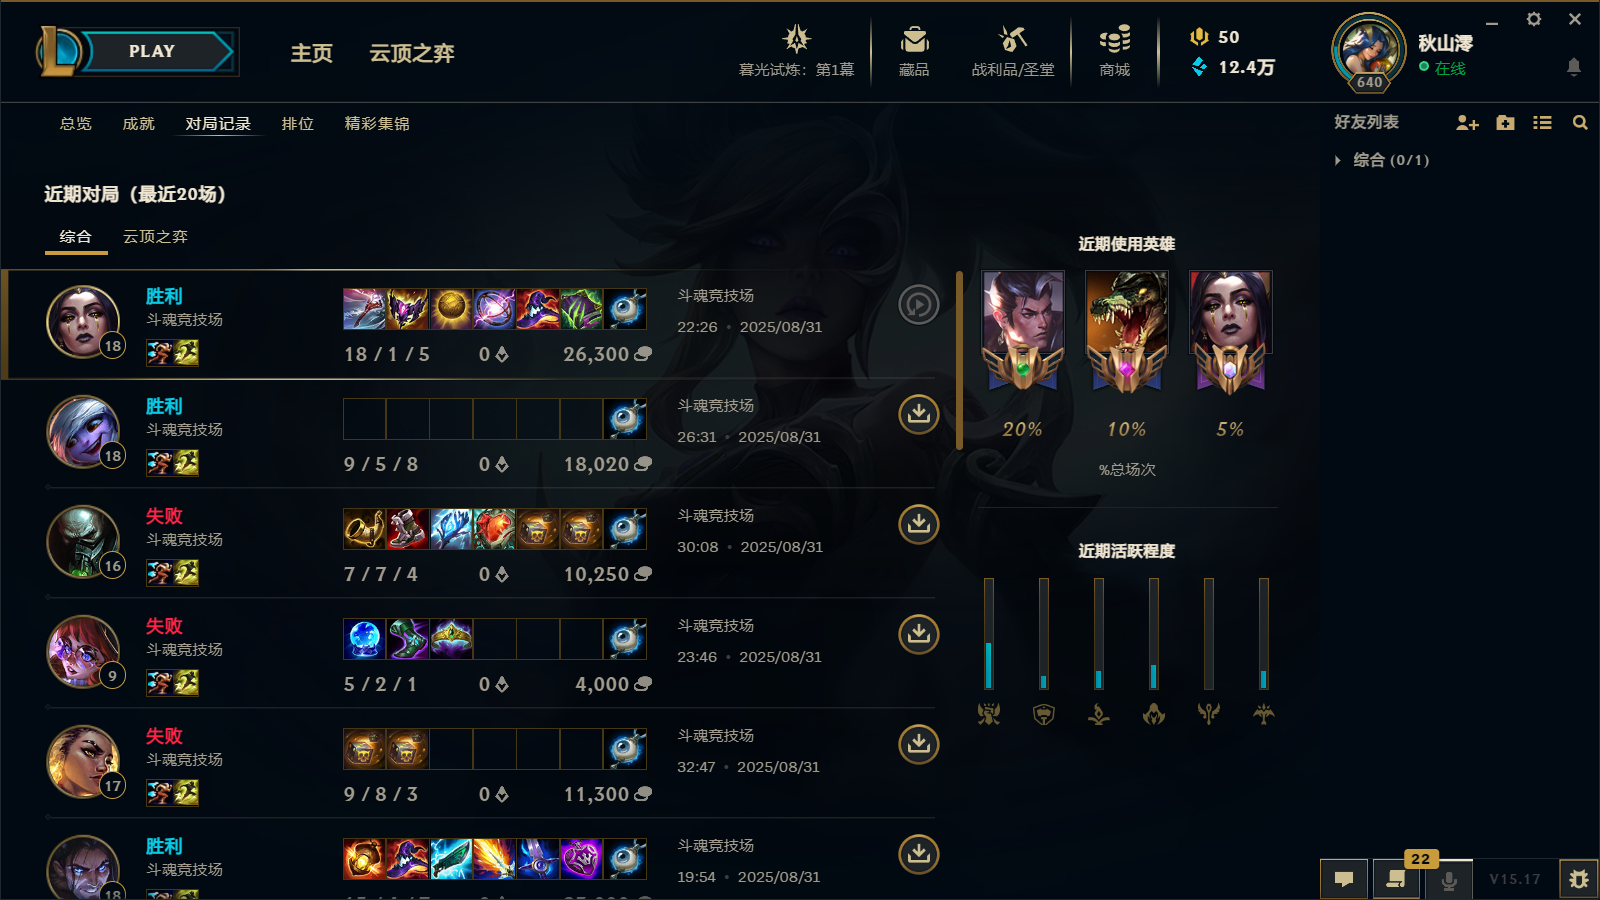 PLAY
主页
云顶之弈
暮光试炼：第1幕
藏品
战利品/圣堂
商城
50
12.4万
秋山澪
在线
640
总览
成就
对局记录
排位
精彩集锦
好友列表
综合 (0/1)
近期对局（最近20场）
综合
云顶之弈
胜利
斗魂竞技场
18
18 / 1 / 5
0
26,300
斗魂竞技场
22:26 • 2025/08/31
胜利
斗魂竞技场
18
9 / 5 / 8
0
18,020
斗魂竞技场
26:31 • 2025/08/31
失败
斗魂竞技场
16
7 / 7 / 4
0
10,250
斗魂竞技场
30:08 • 2025/08/31
失败
斗魂竞技场
9
5 / 2 / 1
0
4,000
斗魂竞技场
23:46 • 2025/08/31
失败
斗魂竞技场
17
9 / 8 / 3
0
11,300
斗魂竞技场
32:47 • 2025/08/31
胜利
斗魂竞技场
18
斗魂竞技场
19:54 • 2025/08/31
近期使用英雄
20%
10%
5%
%总场次
近期活跃程度
22
V15.17